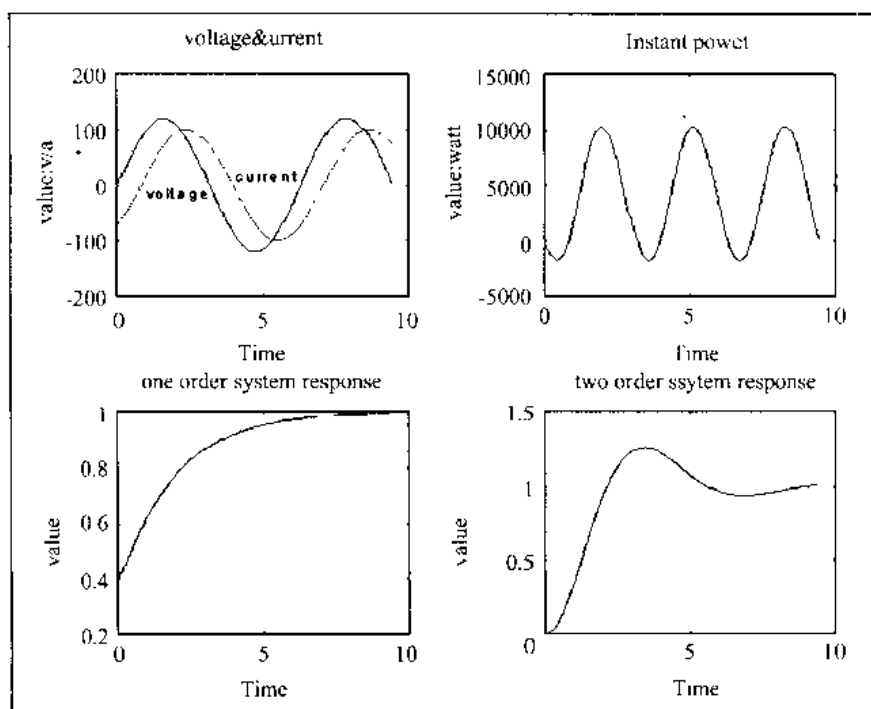 voltage&urrent
200
100
0
-100
-200
value:v/a
current
voltage
0
5
10
Time
Instant powet
15000
10000
5000
0
-5000
value:watt
0
5
10
Time
one order system response
1
0.8
0.6
0.4
0.2
value
0
5
10
Time
two order ssytem response
1.5
1
0.5
0
value
0
5
10
Time